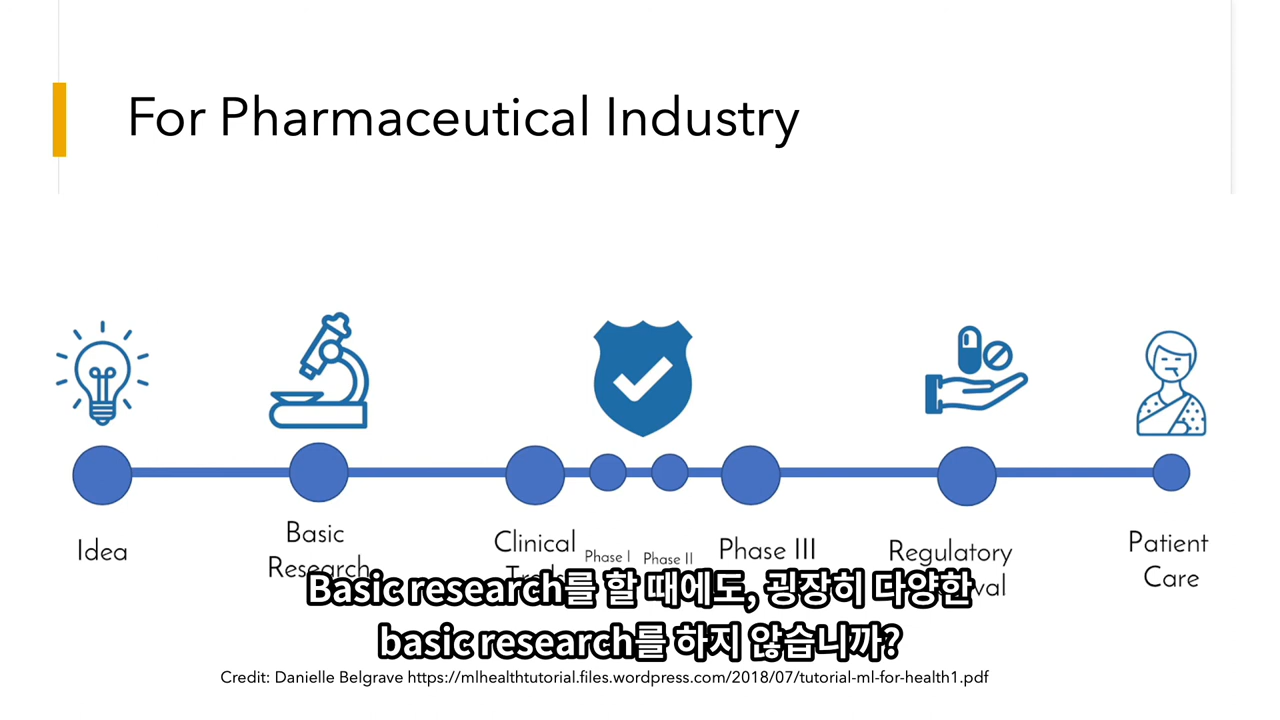 For Pharmaceutical Industry
Idea
Basic
Research
Clinical
Phase I
Phase II
Phase III
Regulatory
Patient
Care
Basic research를 할 때에도, 굉장히 다양한
basic research를 하지 않습니까?
Credit: Danielle Belgrave https://mlhealthtutorial.files.wordpress.com/2018/07/tutorial-ml-for-health1.pdf